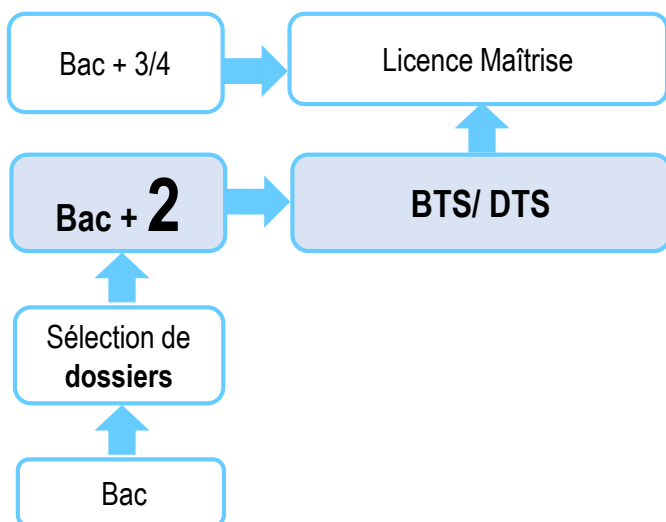 Bac + 3/4
Licence Maîtrise
Bac + 2
BTS/ DTS
Sélection de
dossiers
Bac